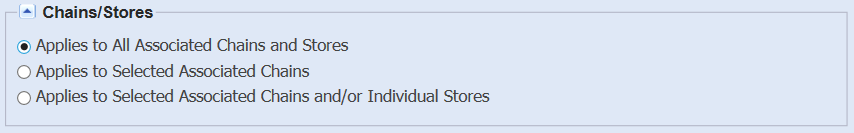 Chains/Stores
Applies to All Associated Chains and Stores
Applies to Selected Associated Chains
Applies to Selected Associated Chains and/or Individual Stores